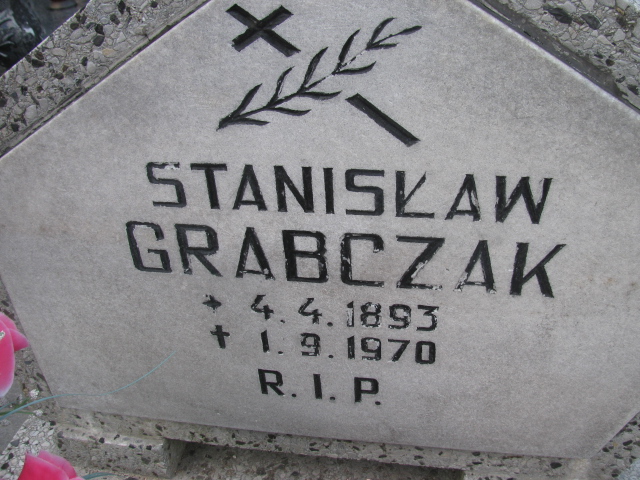 STANISŁAW
GRABCZAK
* 4.4.1893
† 1.9.1970
R.I.P.